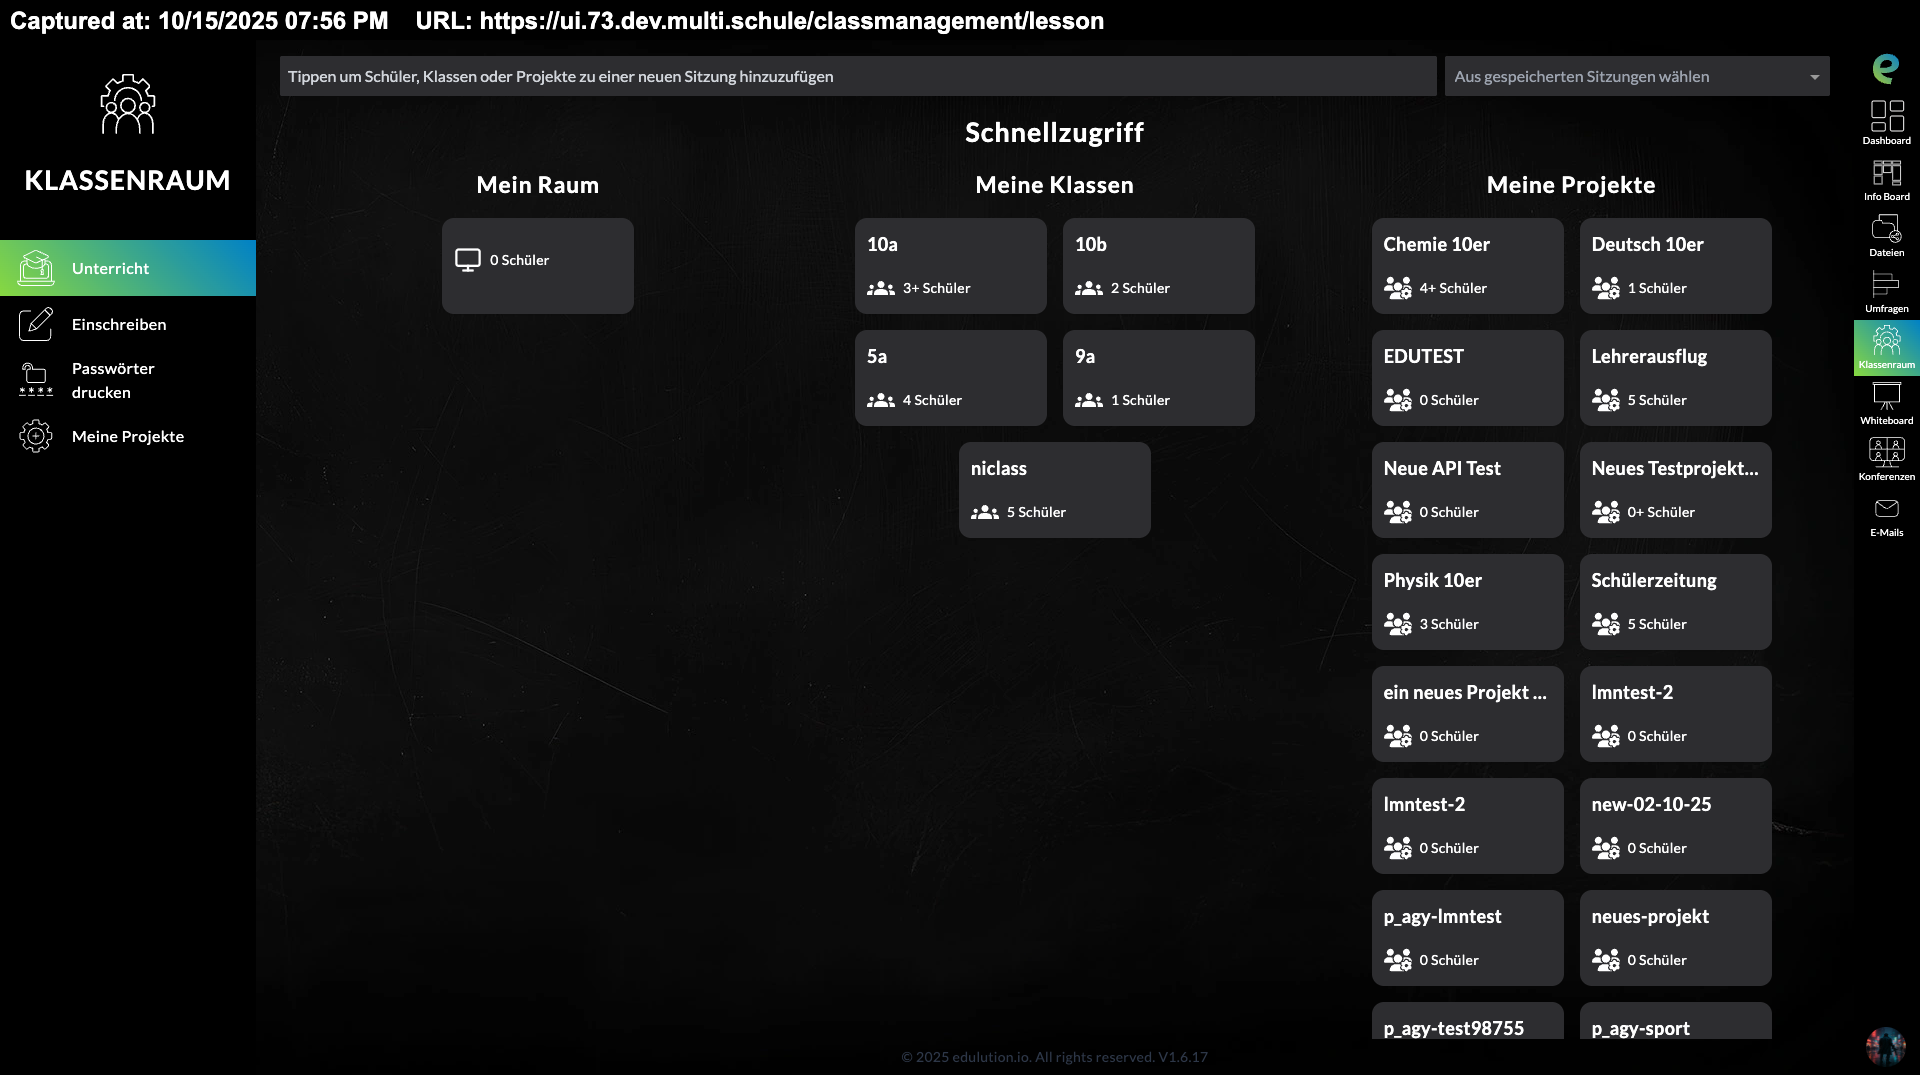 Captured at: 10/15/2025 07:56 PM URL: https://ui.73.dev.multi.schule/classmanagement/lesson
KLASSENRAUM
Unterricht
Einschreiben
Passwörter
drucken
Meine Projekte
Tippen um Schüler, Klassen oder Projekte zu einer neuen Sitzung hinzuzufügen
Aus gespeicherten Sitzungen wählen
Schnellzugriff
Mein Raum
0 Schüler
Meine Klassen
10a
3+ Schüler
10b
2 Schüler
5a
4 Schüler
9a
1 Schüler
niclass
5 Schüler
Meine Projekte
Chemie 10er
4+ Schüler
Deutsch 10er
1 Schüler
EDUTEST
0 Schüler
Lehrerausflug
5 Schüler
Neue API Test
0 Schüler
Neues Testprojekt...
0+ Schüler
Physik 10er
3 Schüler
Schülerzeitung
5 Schüler
ein neues Projekt ...
0 Schüler
lmntest-2
0 Schüler
lmntest-2
0 Schüler
new-02-10-25
0 Schüler
p_agy-lmntest
0 Schüler
neues-projekt
0 Schüler
p_agy-test98755
p_agy-sport
Dashboard
Info Board
Dateien
Umfragen
Klassenraum
Whiteboard
Konferenzen
E-Mails
© 2025 edulution.io. All rights reserved. V1.6.17